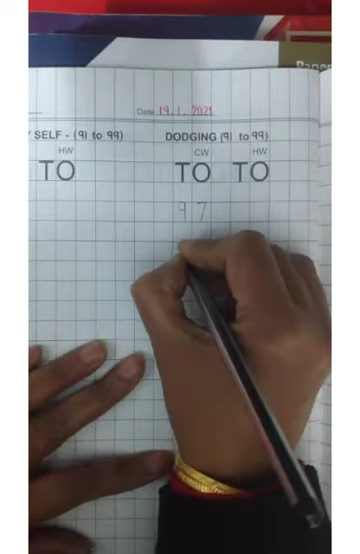 Paper
Date 19.1.2021
SELF - (91 to 99)
DODGING (91 to 99)
HW
CW
HW
TO
TO
TO
97